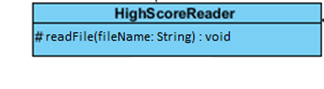 HighScoreReader
# readFile(fileName: String) : void